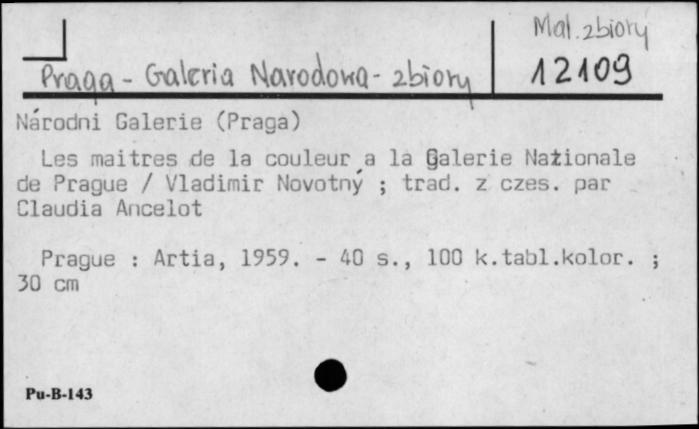 Mal. zbiory
Praga - Galeria Narodowa - zbiory
12109
Národni Galerie (Praga)
Les maitres de la couleur a la Galerie Nationale
de Prague / Vladimir Novotný ; trad. z czes. par
Claudia Ancelot
Prague : Artia, 1959. - 40 s., 100 k.tabl.kolor. ;
30 cm
Pu-B-143